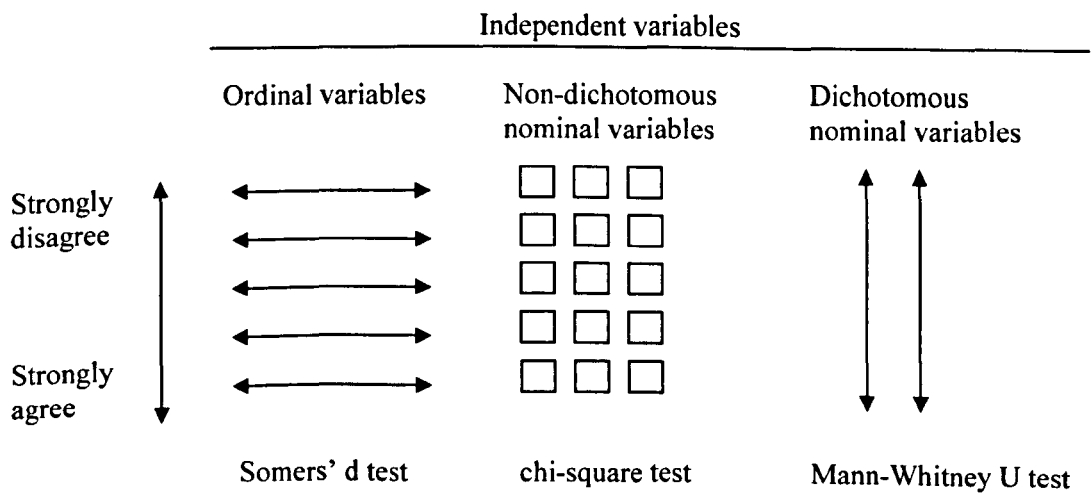 Independent variables
Ordinal variables
Non-dichotomous
nominal variables
Dichotomous
nominal variables
Strongly
disagree
Strongly
agree
Somers' d test
chi-square test
Mann-Whitney U test